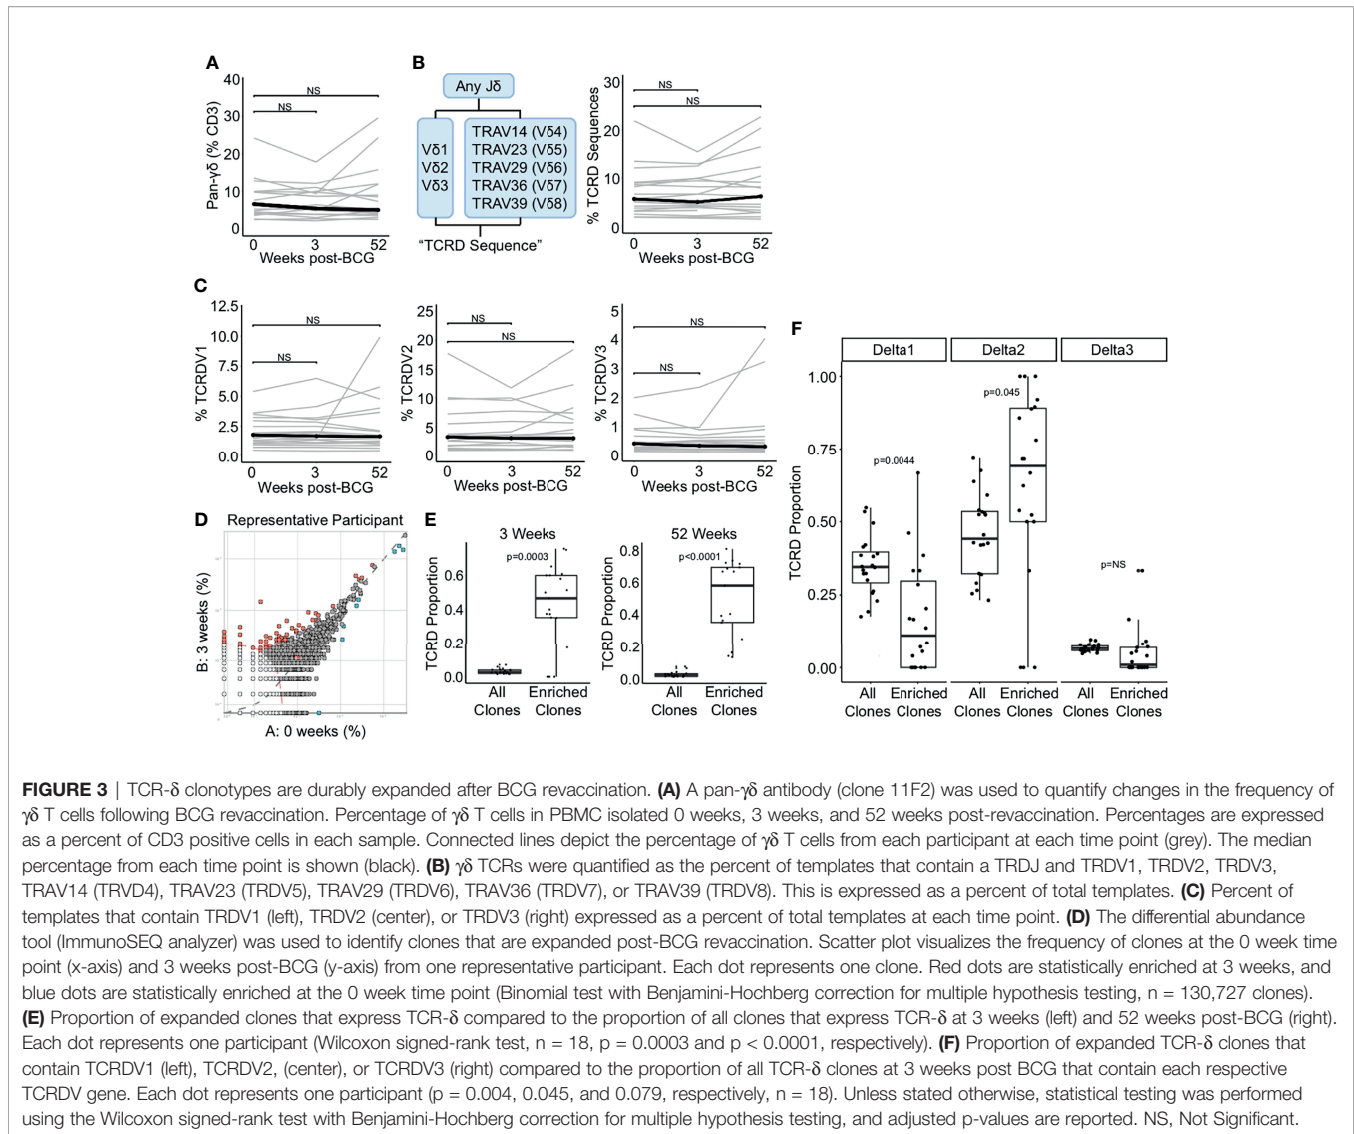 A
Pan-γδ (% CD3)
40
30
20
10
0
NS
NS
0 3 52
Weeks post-BCG
B
Any Jδ
Vδ1
Vδ2
Vδ3
TRAV14 (Vδ4)
TRAV23 (Vδ5)
TRAV29 (Vδ6)
TRAV36 (Vδ7)
TRAV39 (Vδ8)
“TCRD Sequence”
% TCRD Sequences
30
20
10
0
NS
NS
0 3 52
Weeks post-BCG
C
% TCRDV1
12.5
10.0
7.5
5.0
2.5
0.0
NS
NS
0 3 52
Weeks post-BCG
% TCRDV2
25
20
15
10
5
0
NS
NS
0 3 52
Weeks post-BCG
% TCRDV3
5
4
3
2
1
0
NS
NS
0 3 52
Weeks post-BCG
D
Representative Participant
B: 3 weeks (%)
A: 0 weeks (%)
E
3 Weeks
TCRD Proportion
0.6
0.4
0.2
0.0
p=0.0003
All Enriched
Clones Clones
52 Weeks
TCRD Proportion
0.8
0.6
0.4
0.2
0.0
p<0.0001
All Enriched
Clones Clones
F
Delta1 Delta2 Delta3
TCRD Proportion
1.00
0.75
0.50
0.25
0.00
p=0.0044
p=0.045
p=NS
All Enriched All Enriched All Enriched
Clones Clones Clones Clones Clones Clones
FIGURE 3 | TCR-δ clonotypes are durably expanded after BCG revaccination. (A) A pan-γδ antibody (clone 11F2) was used to quantify changes in the frequency of
γδ T cells following BCG revaccination. Percentage of γδ T cells in PBMC isolated 0 weeks, 3 weeks, and 52 weeks post-revaccination. Percentages are expressed
as a percent of CD3 positive cells in each sample. Connected lines depict the percentage of γδ T cells from each participant at each time point (grey). The median
percentage from each time point is shown (black). (B) γδ TCRs were quantified as the percent of templates that contain a TRDJ and TRDV1, TRDV2, TRDV3,
TRAV14 (TRVD4), TRAV23 (TRDV5), TRAV29 (TRDV6), TRAV36 (TRDV7), or TRAV39 (TRDV8). This is expressed as a percent of total templates. (C) Percent of
templates that contain TRDV1 (left), TRDV2 (center), or TRDV3 (right) expressed as a percent of total templates at each time point. (D) The differential abundance
tool (ImmunoSEQ analyzer) was used to identify clones that are expanded post-BCG revaccination. Scatter plot visualizes the frequency of clones at the 0 week time
point (x-axis) and 3 weeks post-BCG (y-axis) from one representative participant. Each dot represents one clone. Red dots are statistically enriched at 3 weeks, and
blue dots are statistically enriched at the 0 week time point (Binomial test with Benjamini-Hochberg correction for multiple hypothesis testing, n = 130,727 clones).
(E) Proportion of expanded clones that express TCR-δ compared to the proportion of all clones that express TCR-δ at 3 weeks (left) and 52 weeks post-BCG (right).
Each dot represents one participant (Wilcoxon signed-rank test, n = 18, p = 0.0003 and p < 0.0001, respectively). (F) Proportion of expanded TCR-δ clones that
contain TCRDV1 (left), TCRDV2, (center), or TCRDV3 (right) compared to the proportion of all TCR-δ clones at 3 weeks post BCG that contain each respective
TCRDV gene. Each dot represents one participant (p = 0.004, 0.045, and 0.079, respectively, n = 18). Unless stated otherwise, statistical testing was performed
using the Wilcoxon signed-rank test with Benjamini-Hochberg correction for multiple hypothesis testing, and adjusted p-values are reported. NS, Not Significant.